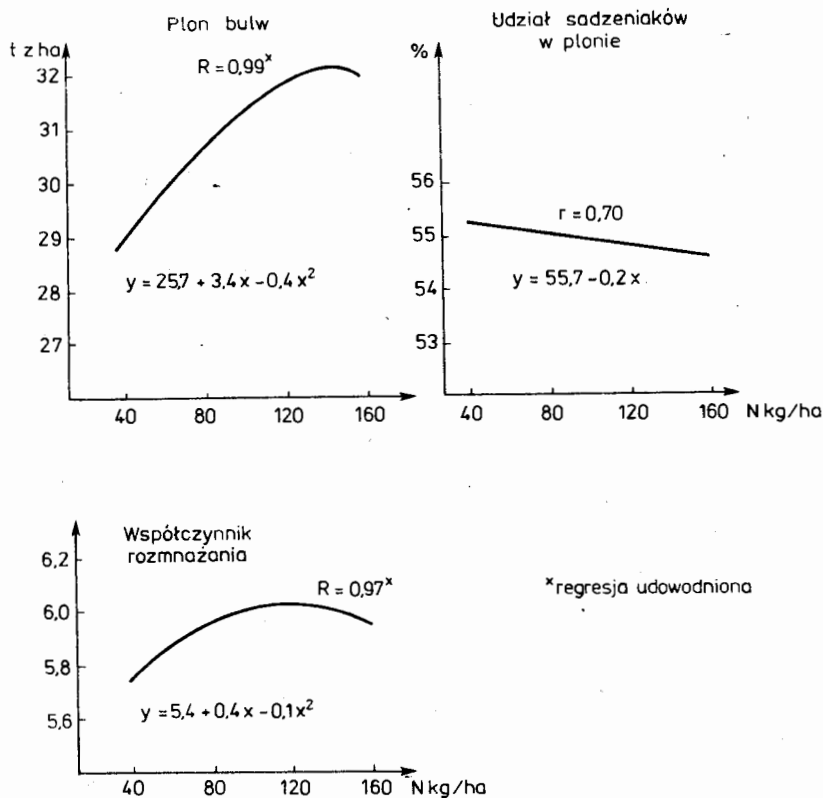 Plon bulw
t z ha
32
31
30
29
28
27
R = 0,99ˣ
y = 25,7 + 3,4x – 0,4x²
40 80 120 160
Udział sadzeniaków
w plonie
%
56
55
54
53
r = 0,70
y = 55,7 – 0,2x
40 80 120 160 N kg/ha
Współczynnik
rozmnażania
6,2
6,0
5,8
5,6
R = 0,97ˣ
y = 5,4 + 0,4x – 0,1x²
40 80 120 160 N kg/ha
ˣ regresja udowodniona